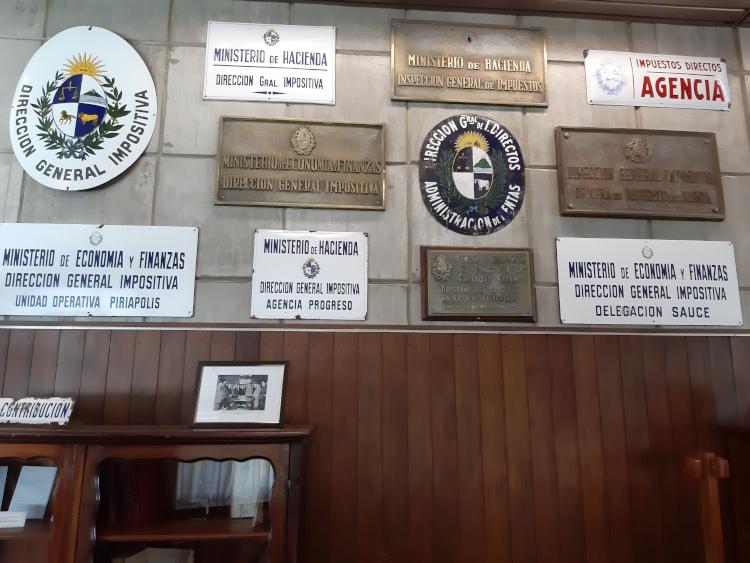 DIRECCION GENERAL IMPOSITIVA
MINISTERIO DE HACIENDA
DIRECCION GRAL. IMPOSITIVA
MINISTERIO DE HACIENDA
INSPECCION GENERAL DE IMPUESTOS
IMPUESTOS DIRECTOS
AGENCIA
MINISTERIO DE ECONOMIA & FINANZAS
DIRECCION GENERAL IMPOSITIVA
DIRECCION GRAL DE I. DIRECTOS
ADMINISTRACION DE RENTAS
DIRECCION GENERAL IMPOSITIVA
MINISTERIO DE ECONOMIA Y FINANZAS
DIRECCION GENERAL IMPOSITIVA
UNIDAD OPERATIVA PIRIAPOLIS
MINISTERIO DE HACIENDA
DIRECCION GENERAL IMPOSITIVA
AGENCIA PROGRESO
MINISTERIO DE ECONOMIA Y FINANZAS
DIRECCION GENERAL IMPOSITIVA
DELEGACION SAUCE
CONTRIBUCION